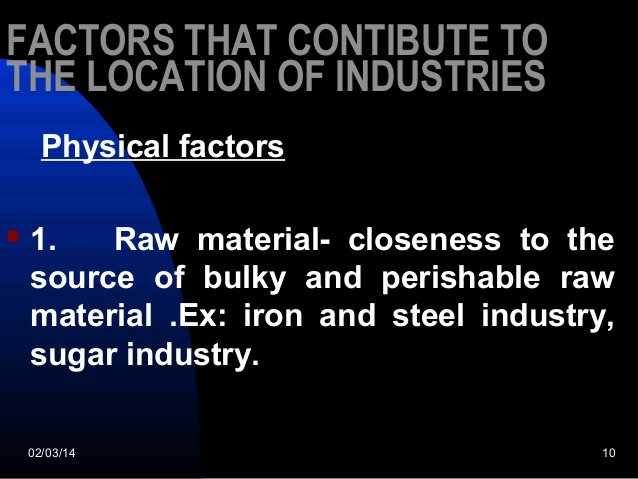 FACTORS THAT CONTIBUTE TO
THE LOCATION OF INDUSTRIES
Physical factors
1. Raw material- closeness to the
source of bulky and perishable raw
material .Ex: iron and steel industry,
sugar industry.
02/03/14 10